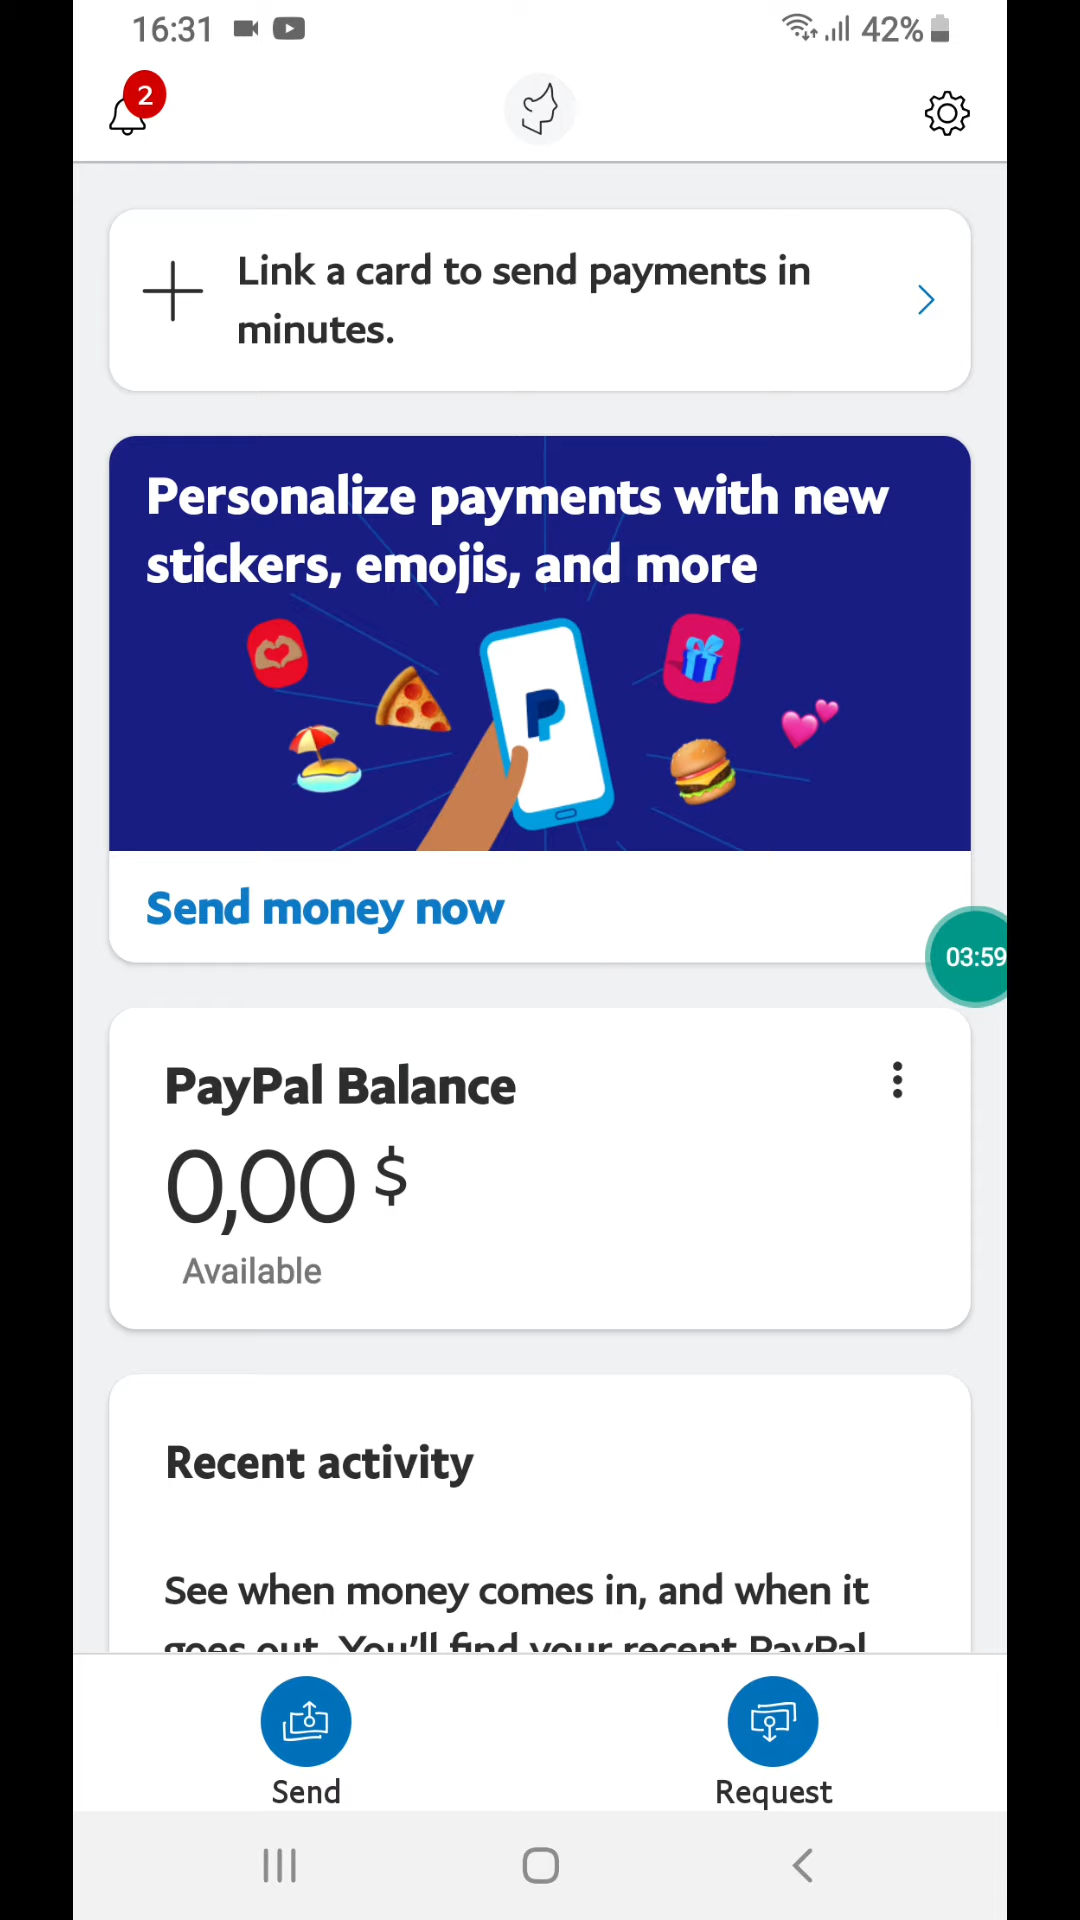 16:31
42%
2
Link a card to send payments in
minutes.
Personalize payments with new
stickers, emojis, and more
Send money now
03:59
PayPal Balance
0,00 $
Available
Recent activity
See when money comes in, and when it
goes out. You'll find your recent PayPal
Send
Request